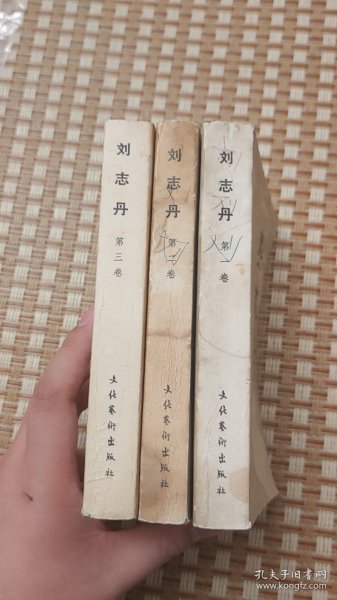 刘志丹
第三卷
文化艺术出版社
刘志丹
第二卷
文化艺术出版社
刘志丹
第一卷
文化艺术出版社
孔夫子旧书网
www.kongfz.com